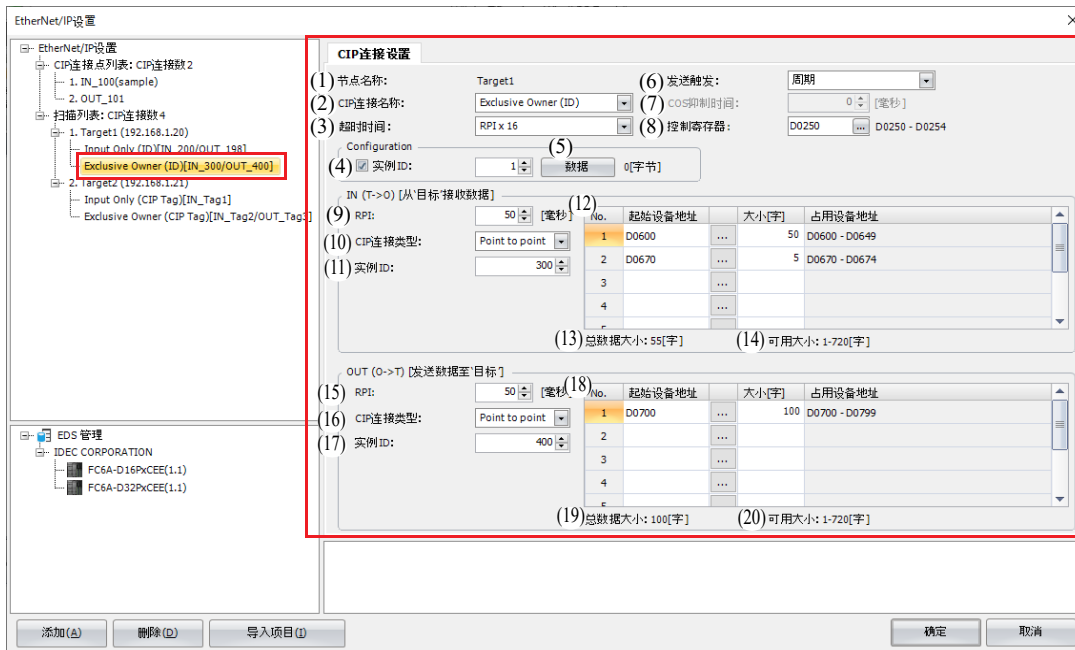 EtherNet/IP设置
EtherNet/IP设置
CIP连接点列表: CIP连接数2
1. IN_100(sample)
2. OUT_101
扫描列表: CIP连接数4
1. Target1 (192.168.1.20)
Input Only (ID)[IN_200/OUT_198]
Exclusive Owner (ID)[IN_300/OUT_400]
2. Target2 (192.168.1.21)
Input Only (CIP Tag)[IN_Tag1]
Exclusive Owner (CIP Tag)[IN_Tag2/OUT_Tag3]
EDS 管理
IDEC CORPORATION
FC6A-D16PxCEE(1.1)
FC6A-D32PxCEE(1.1)
CIP连接设置
(1) 节点名称: Target1 (6) 发送触发: 周期
(2) CIP连接名称: Exclusive Owner (ID) (7) COS抑制时间: 0 [毫秒]
(3) 超时时间: RPI x 16 (8) 控制寄存器: D0250 ... D0250 - D0254
Configuration (5)
(4) 实例ID: 1 数据 0[字节]
IN (T->O) [从'目标'接收数据] (12)
(9) RPI: 50 [毫秒]
(10) CIP连接类型: Point to point
(11) 实例ID: 300
No. 起始设备地址 大小[字] 占用设备地址
1 D0600 ... 50 D0600 - D0649
2 D0670 ... 5 D0670 - D0674
3 ...
4 ...
(13) 总数据大小: 55[字] (14) 可用大小: 1-720[字]
OUT (O->T) [发送数据至'目标'] (18)
(15) RPI: 50 [毫秒]
(16) CIP连接类型: Point to point
(17) 实例ID: 400
No. 起始设备地址 大小[字] 占用设备地址
1 D0700 ... 100 D0700 - D0799
2 ...
3 ...
4 ...
(19) 总数据大小: 100[字] (20) 可用大小: 1-720[字]
添加(A) 删除(D) 导入项目(I) 确定 取消